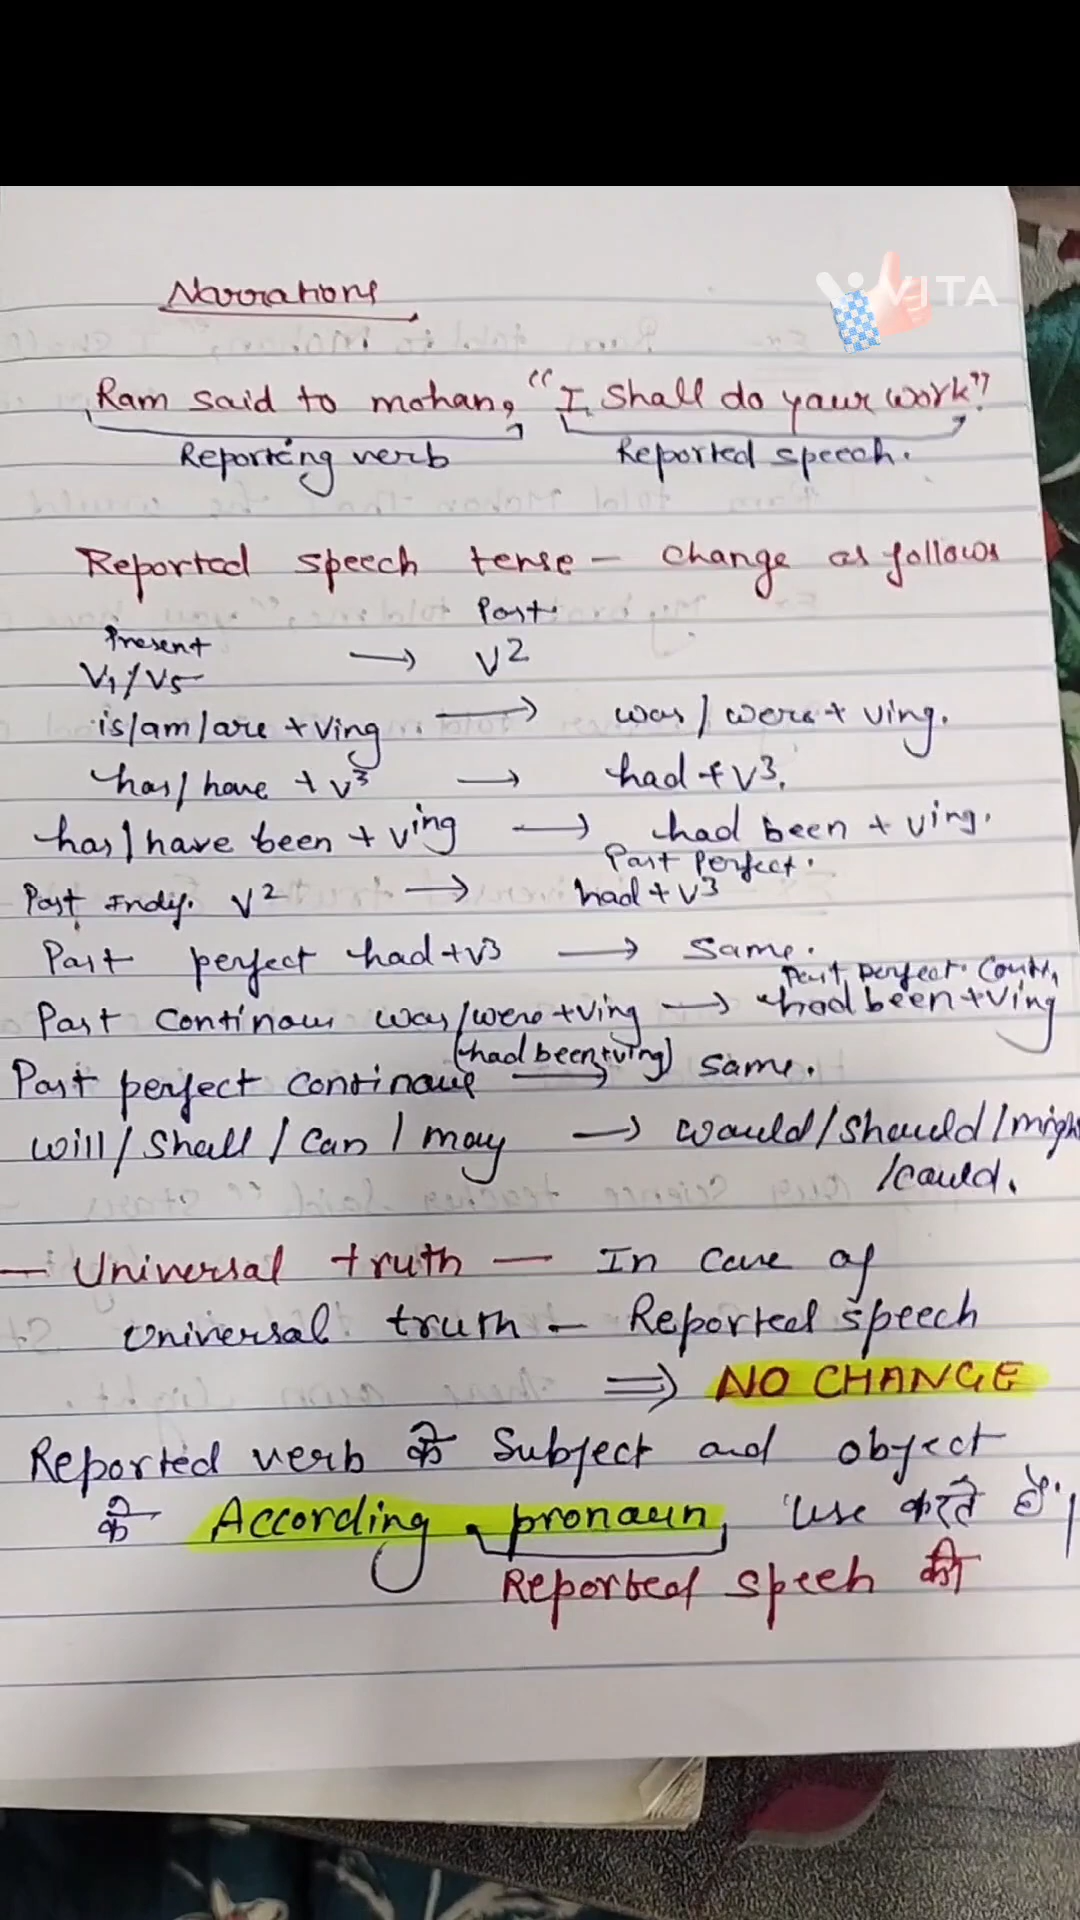 VITA
Narrations
Ram said to mohan, "I shall do your work"
Reporting verb Reported speech.
Reported speech tense - change as follows
Present Past.
V1/V5 → V2
is/am/are + Ving → was/were + Ving.
has/have + V3 → had + V3.
has/have been + Ving → had been + Ving.
Past Perfect.
Past Indi. V2 → had + V3
Past perfect had + V3 → Same.
Past perfect. Conti,
Past Continous was/were + Ving → had been + Ving
(had been + Ving)
Past perfect continous → Same.
will / Shall / Can / may → would/should/migh
/could.
- Universal truth - In case of
universal truth - Reported speech
⇒ NO CHANGE
Reported verb के Subject and object
के According pronoun use करते है।
Reported speeh की